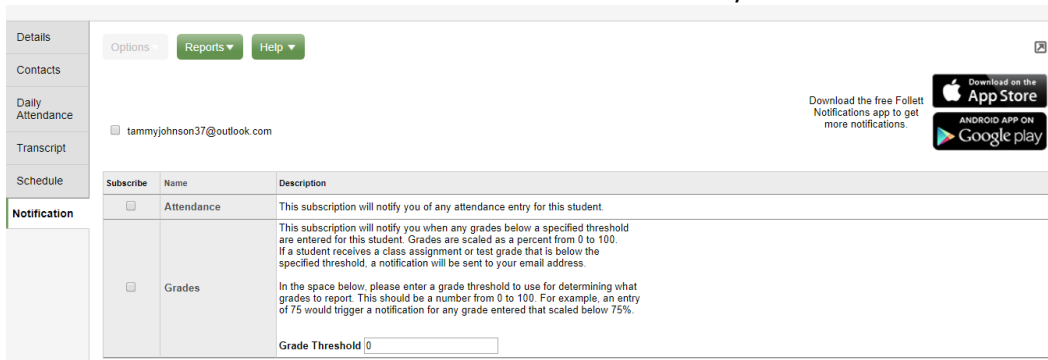 Details
Contacts
Daily
Attendance
Transcript
Schedule
Notification
Options
Reports
Help
tammyjohnson37@outlook.com
Download the free Follett
Notifications app to get
more notifications.
Download on the
App Store
ANDROID APP ON
Google play
Subscribe Name Description
Attendance This subscription will notify you of any attendance entry for this student.
This subscription will notify you when any grades below a specified threshold
are entered for this student. Grades are scaled as a percent from 0 to 100.
If a student receives a class assignment or test grade that is below the
specified threshold, a notification will be sent to your email address.
Grades
In the space below, please enter a grade threshold to use for determining what
grades to report. This should be a number from 0 to 100. For example, an entry
of 75 would trigger a notification for any grade entered that scaled below 75%.
Grade Threshold 0